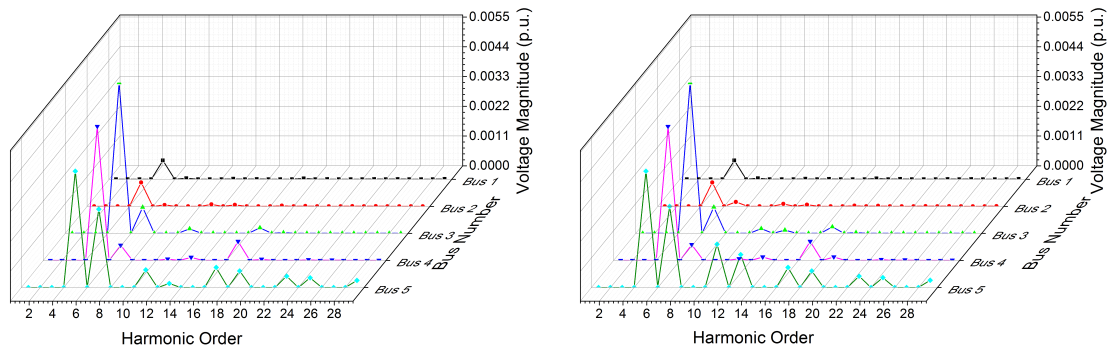 0.0055
0.0044
0.0033
0.0022
0.0011
0.0000
Voltage Magnitude (p.u.)
Bus 1
Bus 2
Bus 3
Bus 4
Bus 5
Bus Number
2 4 6 8 10 12 14 16 18 20 22 24 26 28
Harmonic Order
0.0055
0.0044
0.0033
0.0022
0.0011
0.0000
Voltage Magnitude (p.u.)
Bus 1
Bus 2
Bus 3
Bus 4
Bus 5
Bus Number
2 4 6 8 10 12 14 16 18 20 22 24 26 28
Harmonic Order